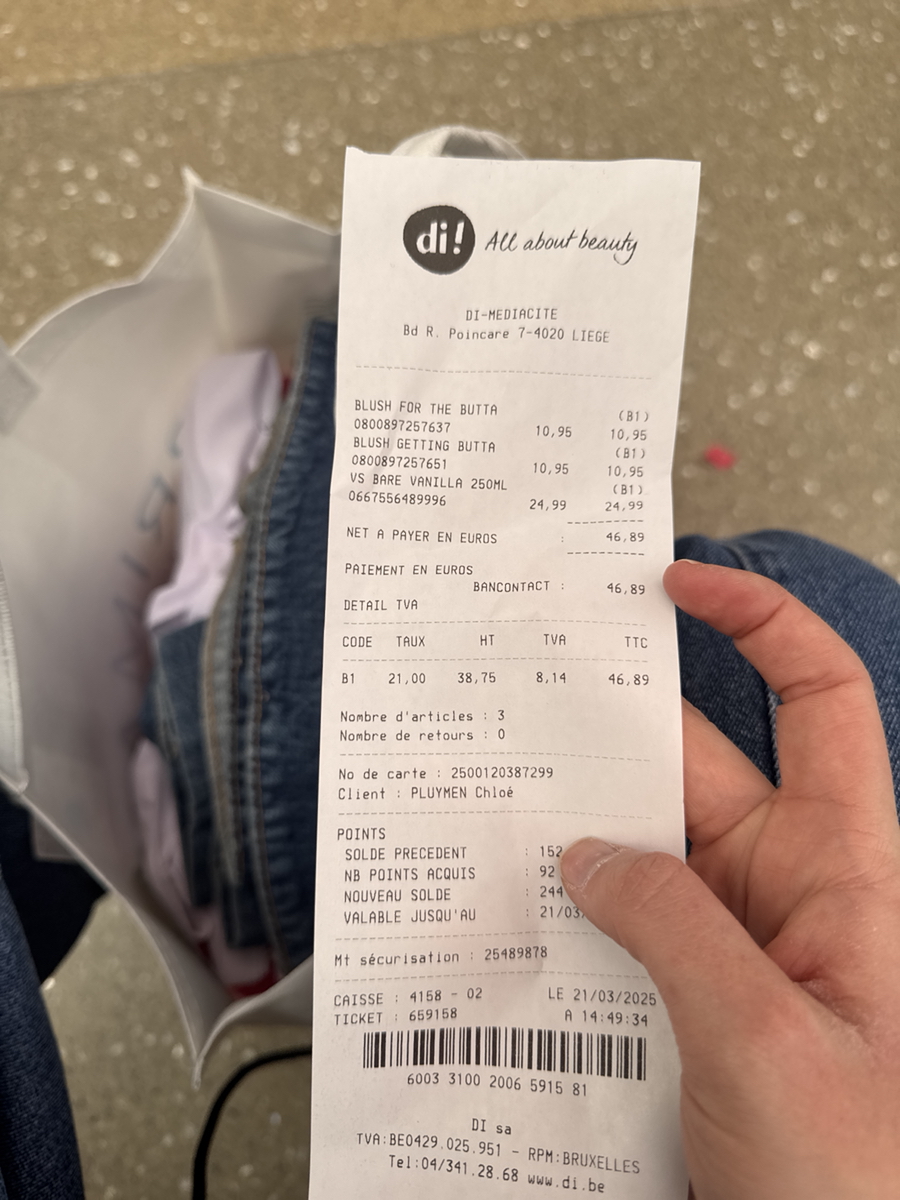 di! All about beauty
DI-MEDIACITE
Bd R. Poincare 7-4020 LIEGE
BLUSH FOR THE BUTTA (B1)
0800897257637 10,95 10,95
BLUSH GETTING BUTTA (B1)
0800897257651 10,95 10,95
VS BARE VANILLA 250ML (B1)
0667556489996 24,99 24,99
NET A PAYER EN EUROS : 46,89
PAIEMENT EN EUROS
BANCONTACT : 46,89
DETAIL TVA
CODE TAUX HT TVA TTC
B1 21,00 38,75 8,14 46,89
Nombre d'articles : 3
Nombre de retours : 0
No de carte : 2500120387299
Client : PLUYMEN Chloé
POINTS
SOLDE PRECEDENT : 152
NB POINTS ACQUIS : 92
NOUVEAU SOLDE : 244
VALABLE JUSQU'AU : 21/03/
Mt sécurisation : 25489878
CAISSE : 4158 - 02 LE 21/03/2025
TICKET : 659158 A 14:49:34
6003 3100 2006 5915 81
DI sa
TVA:BE0429.025.951 - RPM:BRUXELLES
Tel:04/341.28.68 www.di.be